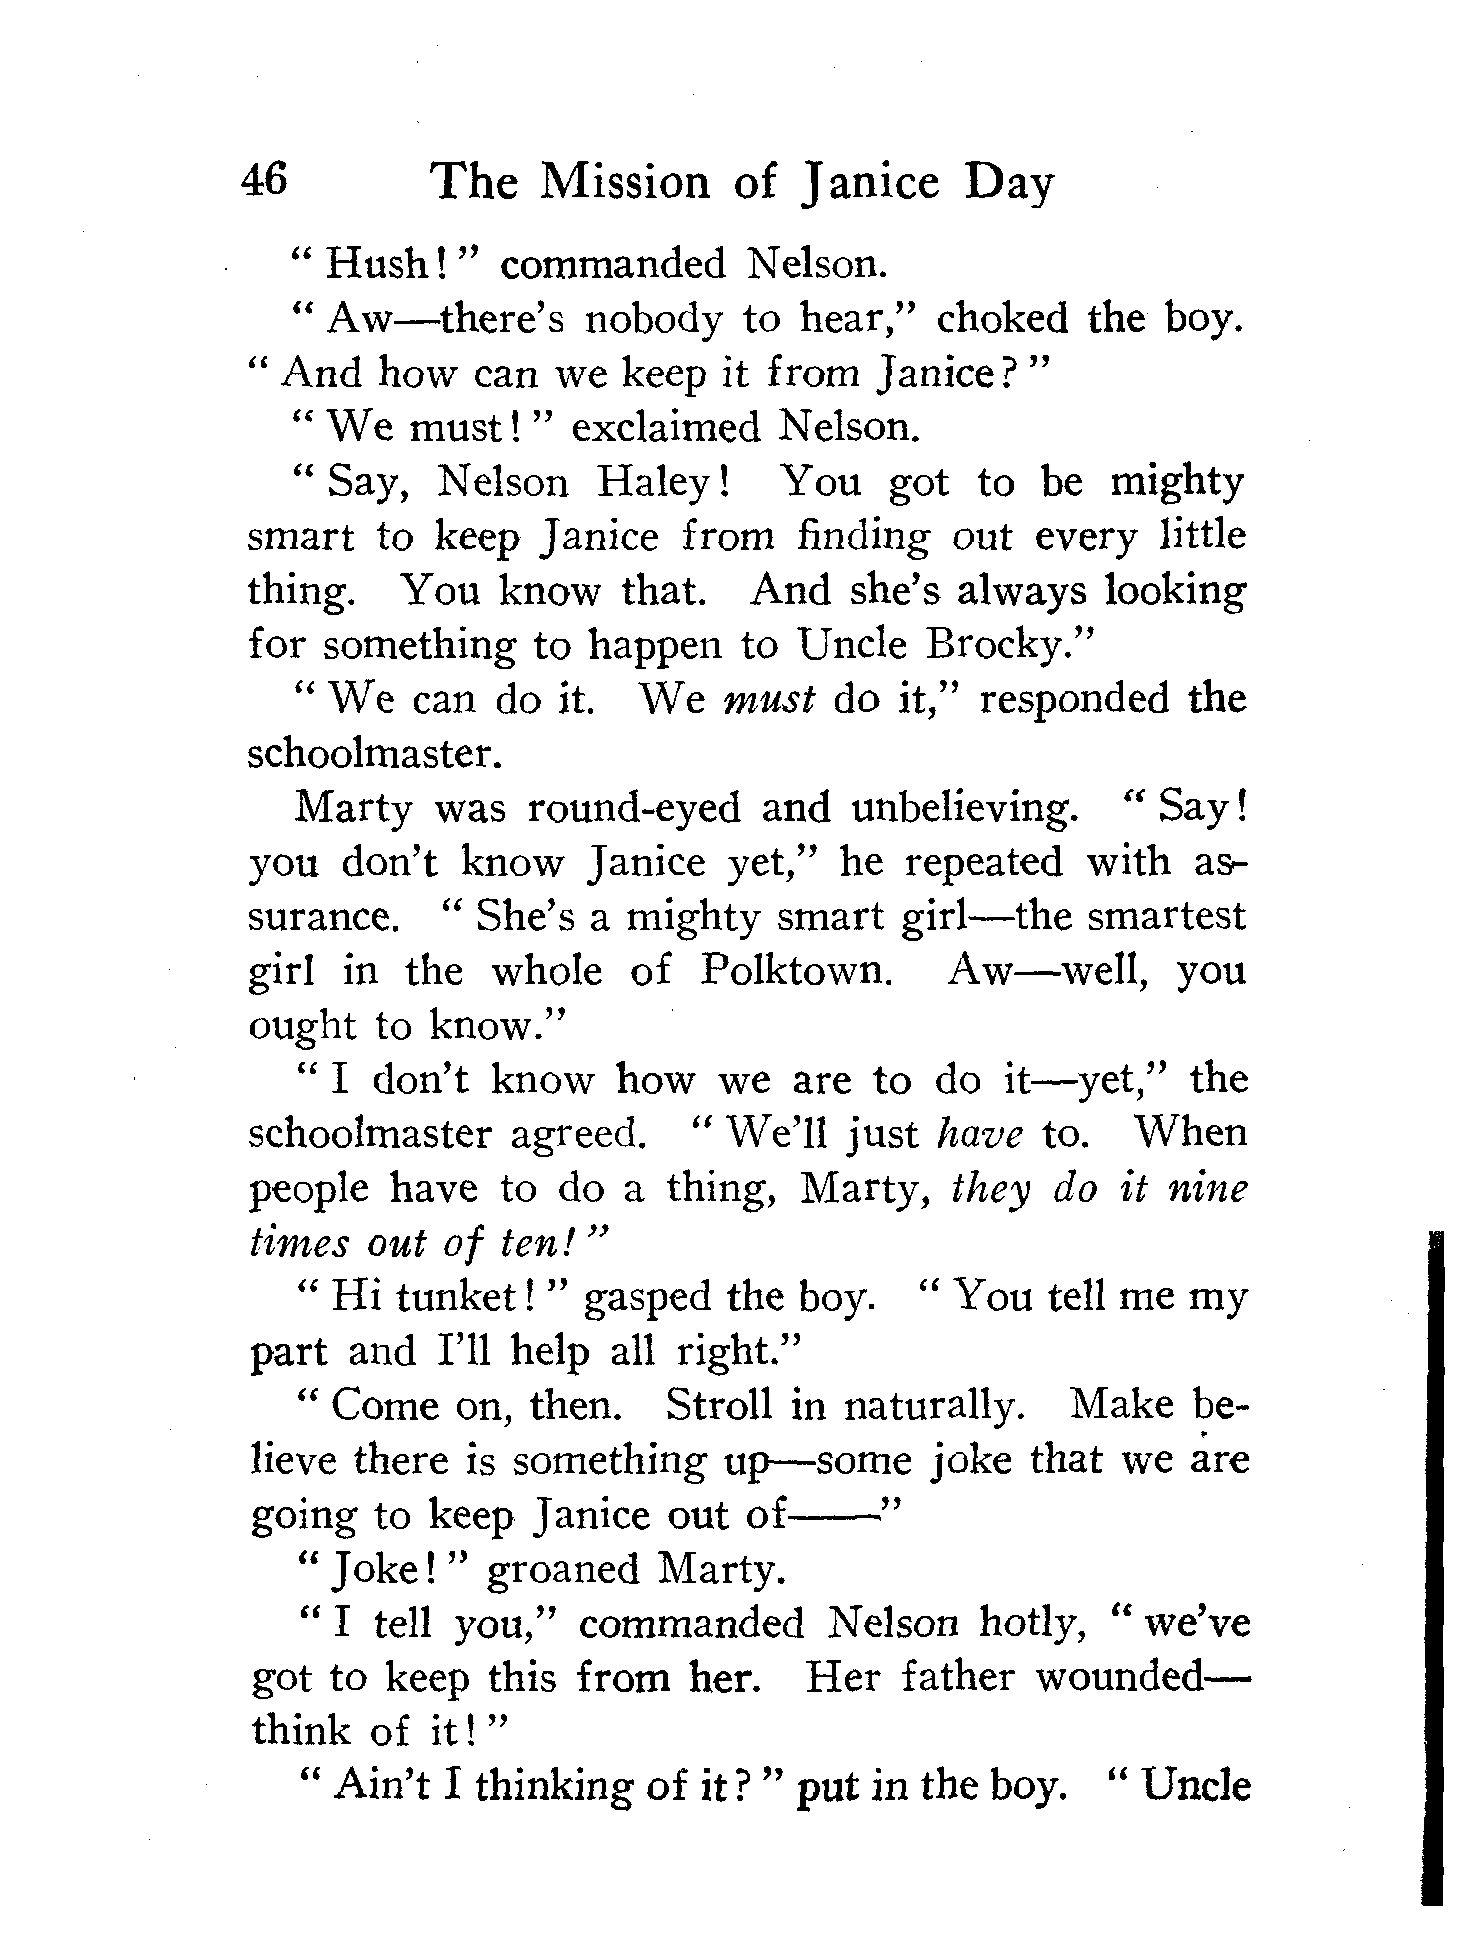 46 The Mission of Janice Day
" Hush! " commanded Nelson.
" Aw—there's nobody to hear," choked the boy.
" And how can we keep it from Janice? "
" We must! " exclaimed Nelson.
" Say, Nelson Haley! You got to be mighty
smart to keep Janice from finding out every little
thing. You know that. And she's always looking
for something to happen to Uncle Brocky."
" We can do it. We must do it," responded the
schoolmaster.
Marty was round-eyed and unbelieving. " Say!
you don't know Janice yet," he repeated with as-
surance. " She's a mighty smart girl—the smartest
girl in the whole of Polktown. Aw—well, you
ought to know."
" I don't know how we are to do it—yet," the
schoolmaster agreed. " We'll just have to. When
people have to do a thing, Marty, they do it nine
times out of ten! "
" Hi tunket! " gasped the boy. " You tell me my
part and I'll help all right."
" Come on, then. Stroll in naturally. Make be-
lieve there is something up—some joke that we are
going to keep Janice out of——"
" Joke! " groaned Marty.
" I tell you," commanded Nelson hotly, " we've
got to keep this from her. Her father wounded—
think of it! "
" Ain't I thinking of it? " put in the boy. " Uncle